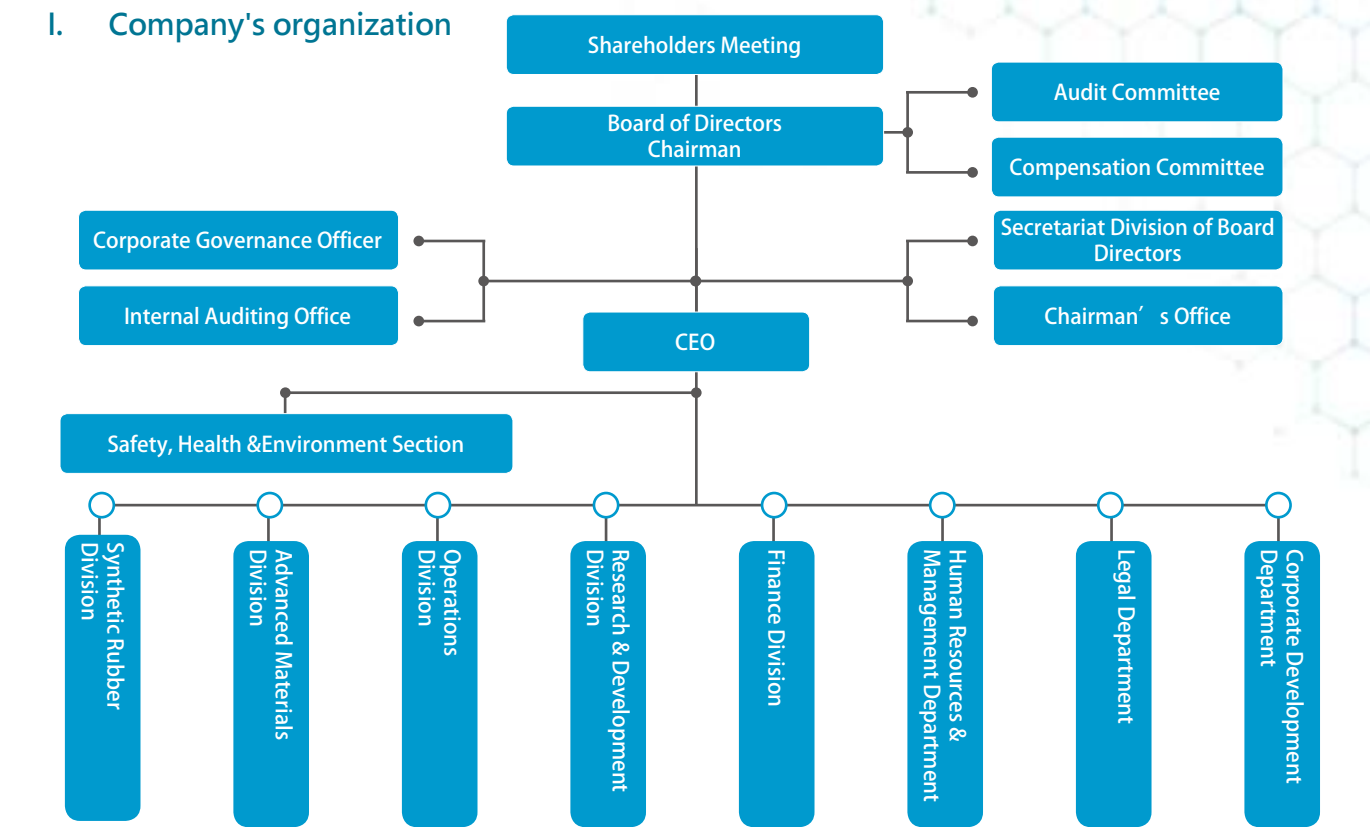 I. Company's organization
Shareholders Meeting
Board of Directors
Chairman
Audit Committee
Compensation Committee
Corporate Governance Officer
Secretariat Division of Board
Directors
Internal Auditing Office
Chairman′ s Office
CEO
Safety, Health &Environment Section
Synthetic Rubber
Division
Advanced Materials
Division
Operations
Division
Research & Development
Division
Finance Division
Human Resources &
Management Department
Legal Department
Corporate Development
Department